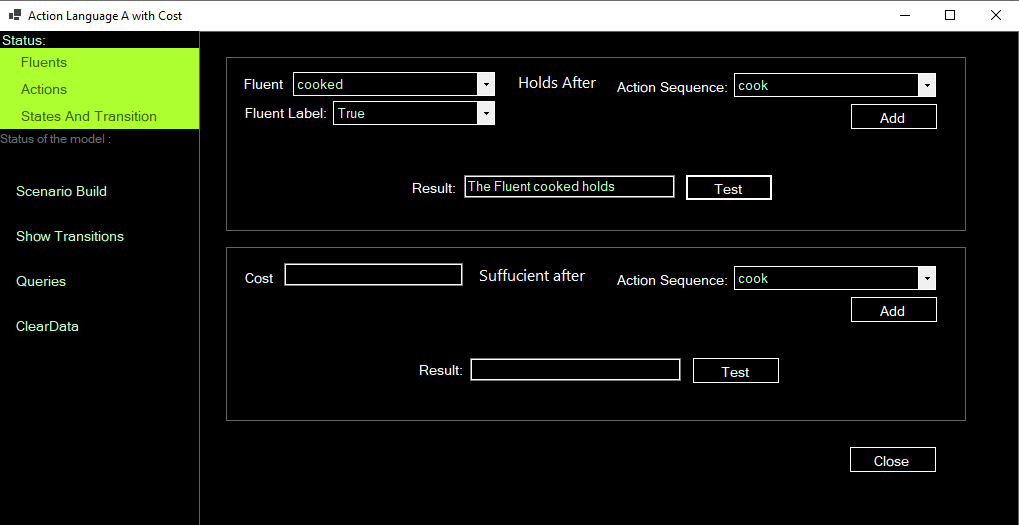 Action Language A with Cost
Status:
Fluents
Actions
States And Transition
Status of the model :
Scenario Build
Show Transitions
Queries
ClearData
Fluent cooked Holds After Action Sequence: cook
Fluent Label: True Add
Result: The Fluent cooked holds Test
Cost Suffucient after Action Sequence: cook
Add
Result: Test
Close